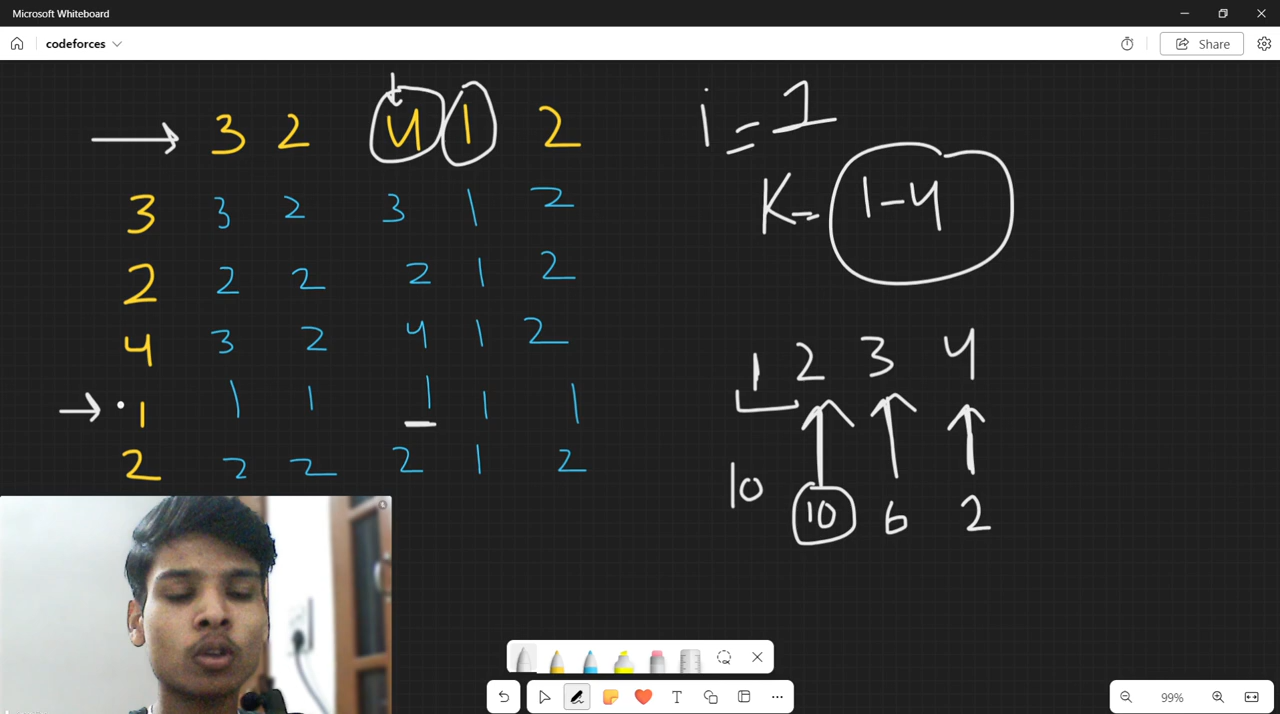 Microsoft Whiteboard
codeforces
Share
3 2 4 1 2
i = 1
K = 1-4
3 3 2 3 1 2
2 2 2 2 1 2
4 3 2 4 1 2
1 1 1 1 1 1
2 2 2 2 1 2
1 2 3 4
10 10 6 2
T
99%